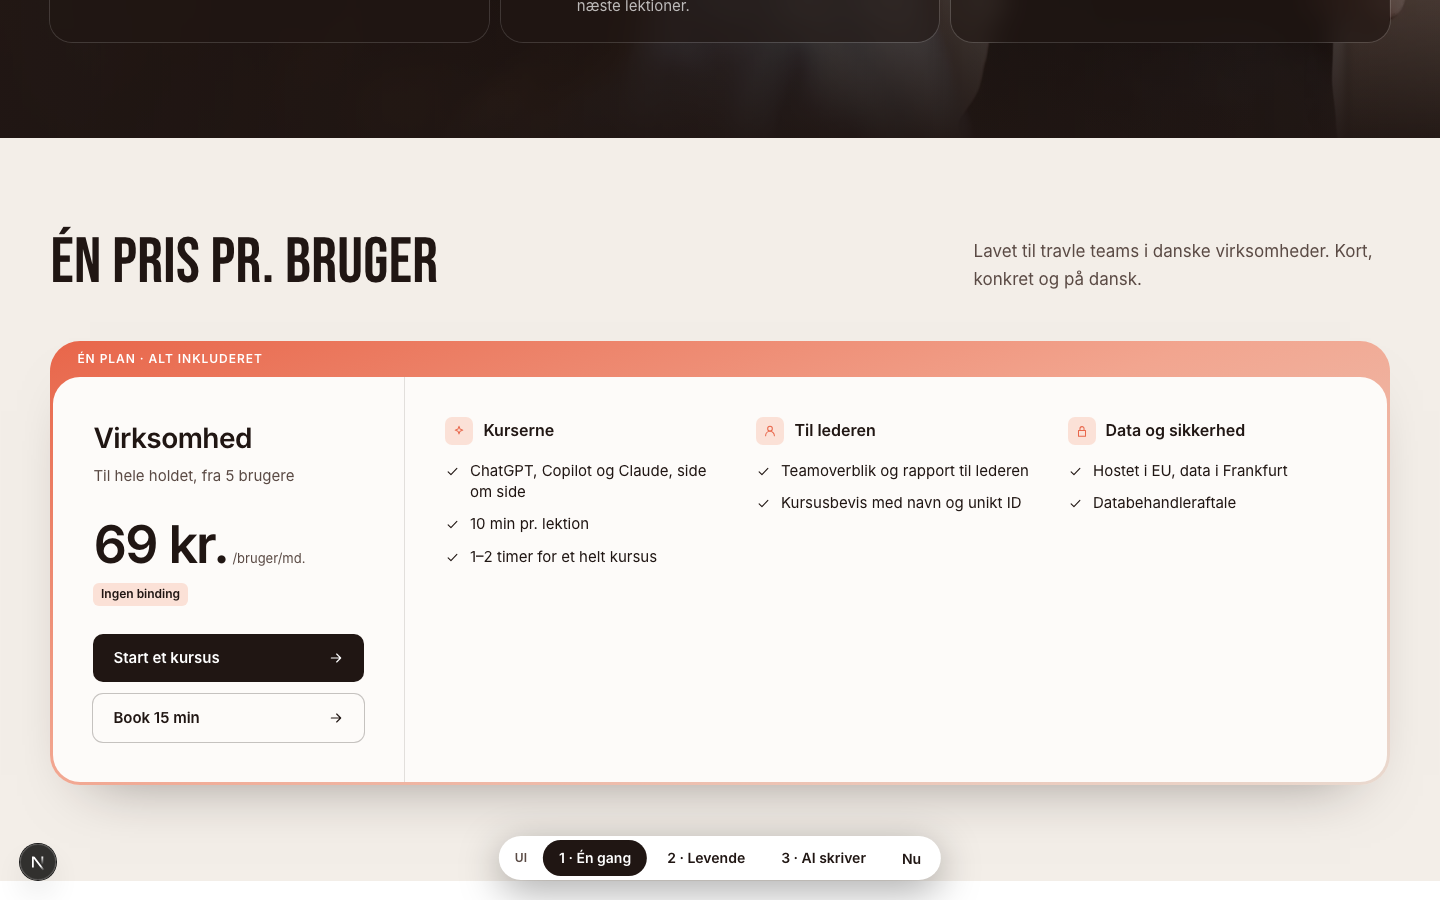 næste lektioner.
ÉN PRIS PR. BRUGER
Lavet til travle teams i danske virksomheder. Kort,
konkret og på dansk.
ÉN PLAN · ALT INKLUDERET
Virksomhed
Til hele holdet, fra 5 brugere
69 kr. /bruger/md.
Ingen binding
Start et kursus →
Book 15 min →
Kurserne
✓ ChatGPT, Copilot og Claude, side
om side
✓ 10 min pr. lektion
✓ 1–2 timer for et helt kursus
Til lederen
✓ Teamoverblik og rapport til lederen
✓ Kursusbevis med navn og unikt ID
Data og sikkerhed
✓ Hostet i EU, data i Frankfurt
✓ Databehandleraftale
N
UI 1 · Én gang 2 · Levende 3 · AI skriver Nu